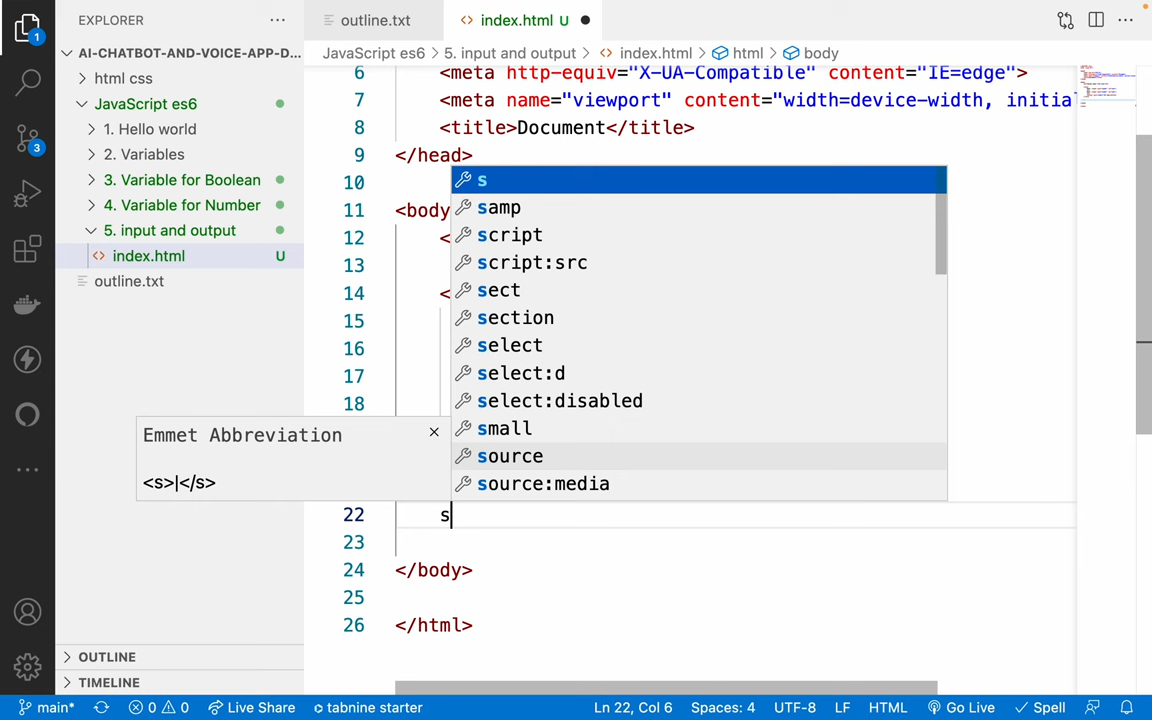 EXPLORER
AI-CHATBOT-AND-VOICE-APP-D...
html css
JavaScript es6
1. Hello world
2. Variables
3. Variable for Boolean
4. Variable for Number
5. input and output
index.html U
outline.txt
OUTLINE
TIMELINE
1
3
outline.txt
index.html U
JavaScript es6 > 5. input and output > index.html > html > body
6 <meta http-equiv="X-UA-Compatible" content="IE=edge">
7 <meta name="viewport" content="width=device-width, initia
8 <title>Document</title>
9 </head>
10
11 <body
12 <
13
14 <
15
16
17
18
s
samp
script
script:src
sect
section
select
select:d
select:disabled
small
source
source:media
Emmet Abbreviation
<s>|</s>
22 s
23
24 </body>
25
26 </html>
main* 0 0 Live Share tabnine starter Ln 22, Col 6 Spaces: 4 UTF-8 LF HTML Go Live Spell